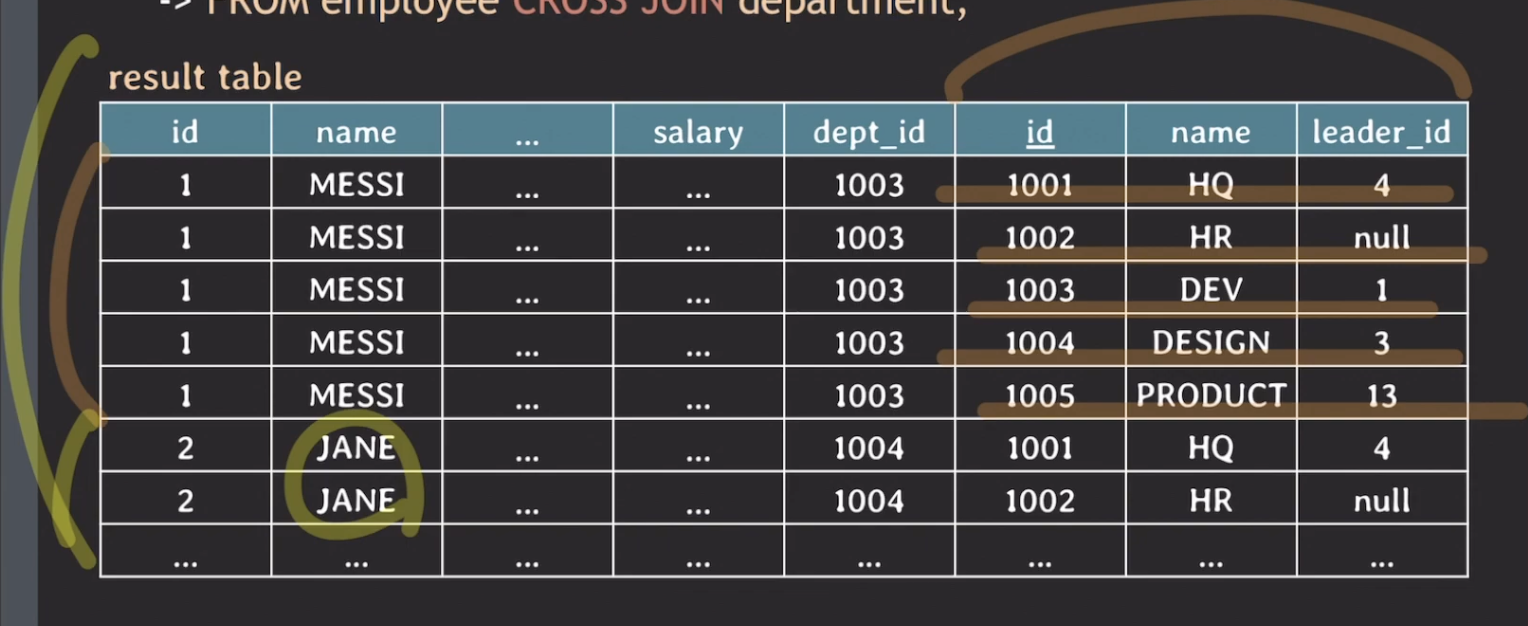 -> FROM employee CROSS JOIN department;
result table
id name ... salary dept_id id name leader_id
1 MESSI ... ... 1003 1001 HQ 4
1 MESSI ... ... 1003 1002 HR null
1 MESSI ... ... 1003 1003 DEV 1
1 MESSI ... ... 1003 1004 DESIGN 3
1 MESSI ... ... 1003 1005 PRODUCT 13
2 JANE ... ... 1004 1001 HQ 4
2 JANE ... ... 1004 1002 HR null
... ... ... ... ... ... ... ...